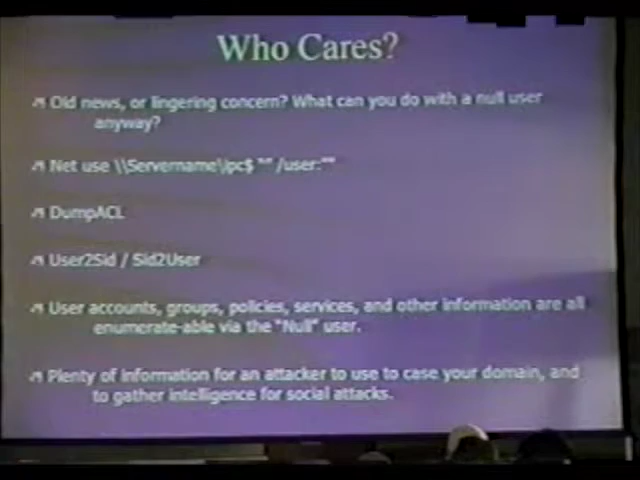 Who Cares?
Old news, or lingering concern? What can you do with a null user
anyway?
Net use \\Servername\ipc$ "" /user:""
DumpACL
User2Sid / Sid2User
User accounts, groups, policies, services, and other information are all
enumerate-able via the "Null" user.
Plenty of information for an attacker to use to case your domain, and
to gather intelligence for social attacks.